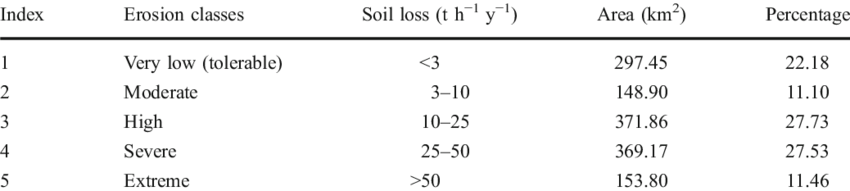 Index Erosion classes Soil loss (t h⁻¹ y⁻¹) Area (km²) Percentage
1 Very low (tolerable) <3 297.45 22.18
2 Moderate 3–10 148.90 11.10
3 High 10–25 371.86 27.73
4 Severe 25–50 369.17 27.53
5 Extreme >50 153.80 11.46